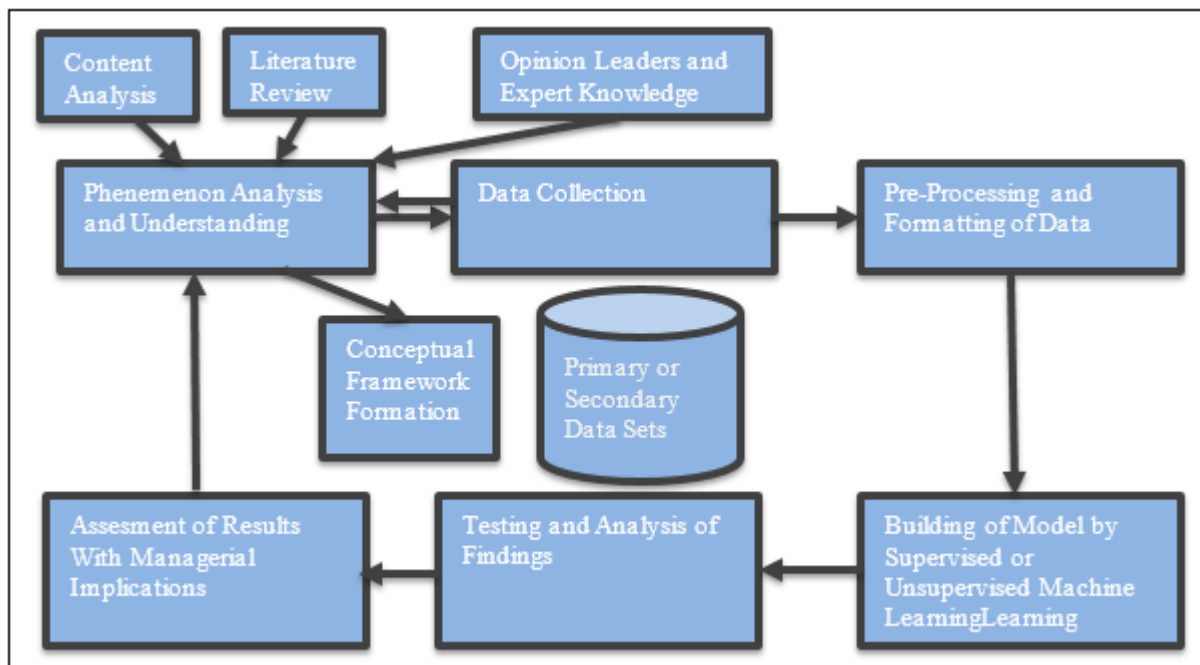 Content
Analysis
Literature
Review
Opinion Leaders and
Expert Knowledge
Phenemenon Analysis
and Understanding
Data Collection
Pre-Processing and
Formatting of Data
Conceptual
Framework
Formation
Primary or
Secondary
Data Sets
Assesment of Results
With Managerial
Implications
Testing and Analysis of
Findings
Building of Model by
Supervised or
Unsupervised Machine
LearningLearning